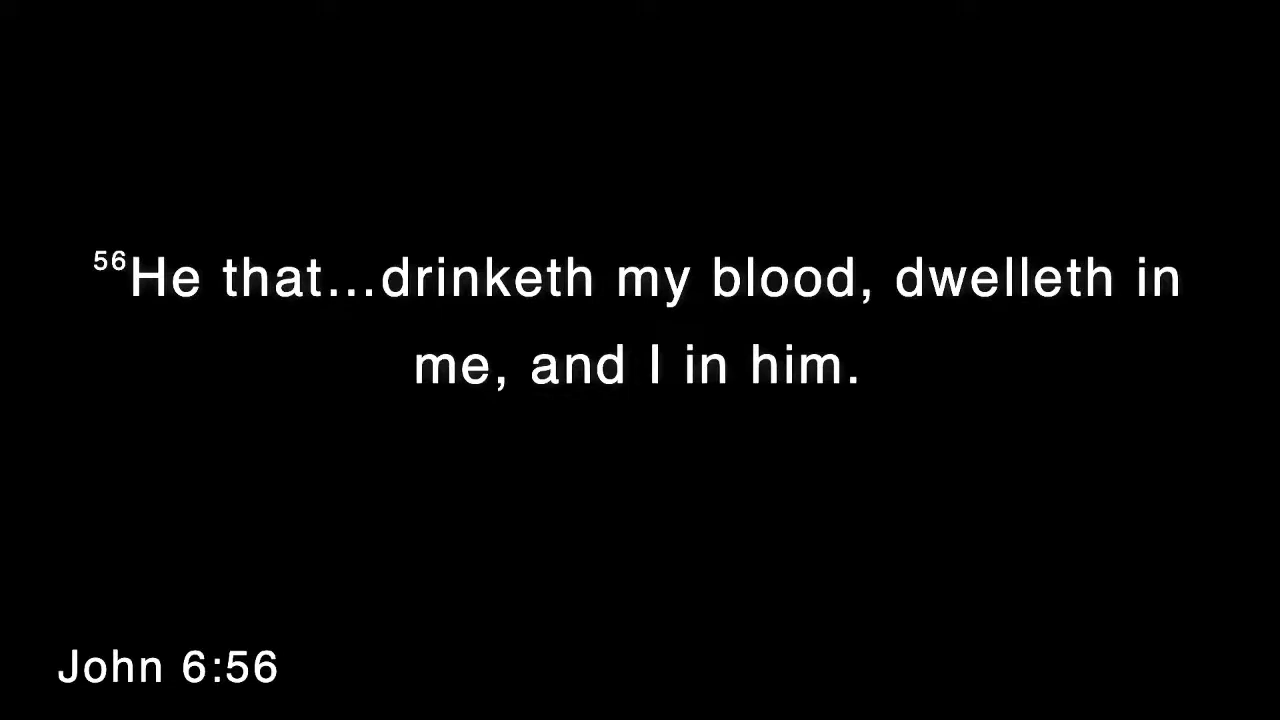 ⁵⁶He that...drinketh my blood, dwelleth in
me, and I in him.
John 6:56